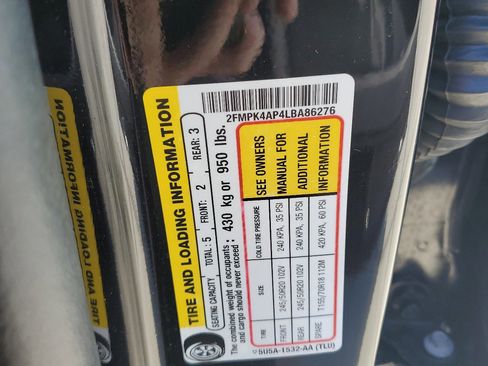 2FMPK4AP4LBA86276
TIRE AND LOADING INFORMATION
SEATING CAPACITY TOTAL: 5 FRONT: 2 REAR: 3
The combined weight of occupants
and cargo should never exceed : 430 kg or 950 lbs.
TIRE COLD TIRE PRESSURE
FRONT 245/50R20 102V 240 KPA, 35 PSI
REAR 245/50R20 102V 240 KPA, 35 PSI
SPARE T155/70R18 112M 420 KPA, 60 PSI
SEE OWNERS
MANUAL FOR
ADDITIONAL
INFORMATION
5U5A-1532-AA (TLU)
TIRE AND LOADING INFORMATION